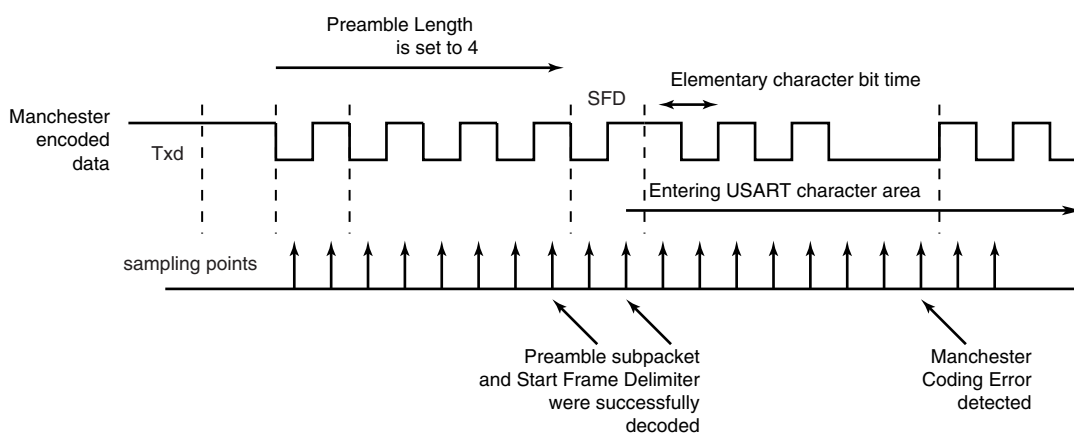 Preamble Length
is set to 4
Elementary character bit time
SFD
Manchester
encoded
data
Txd
Entering USART character area
sampling points
Preamble subpacket
and Start Frame Delimiter
were successfully
decoded
Manchester
Coding Error
detected